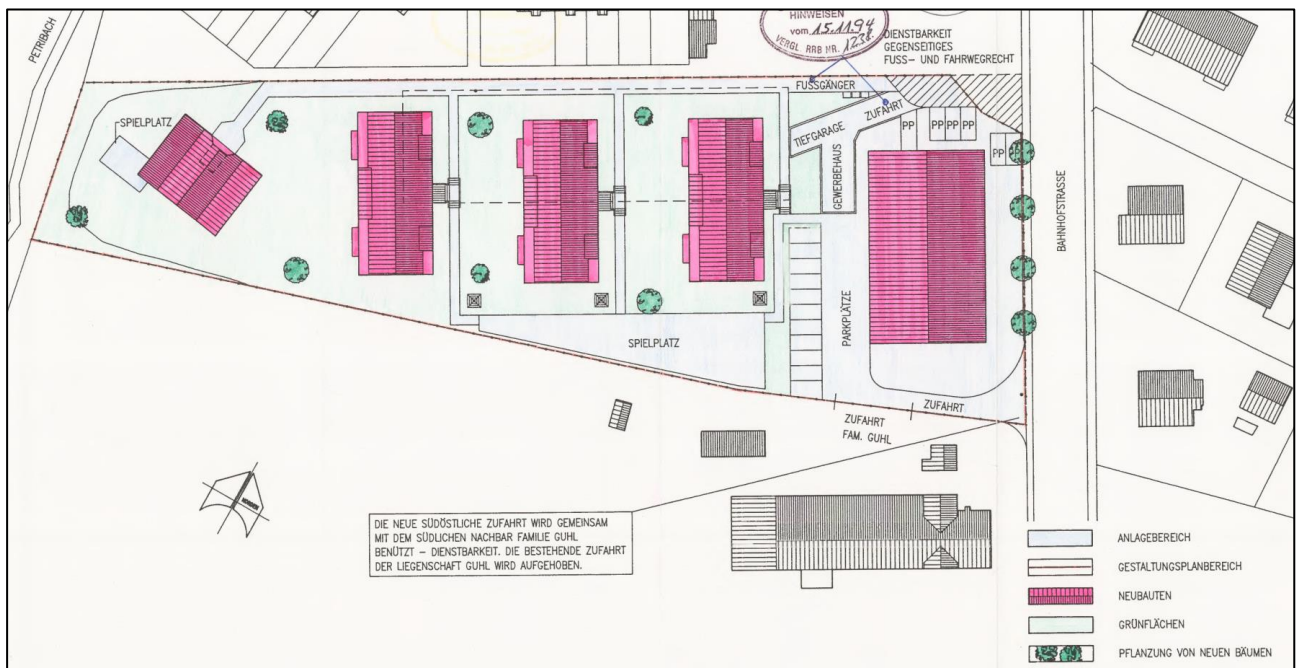 PETRIBACH
HINWEISEN
vom 15.11.94
VERGL. RRB NR. 1238
DIENSTBARKEIT
GEGENSEITIGES
FUSS- UND FAHRWEGRECHT
FUSSGÄNGER
ZUFAHRT
TIEFGARAGE
SPIELPLATZ
PP
PP PP PP
PP
GEWERBEHAUS
BAHNHOFSTRASSE
PARKPLÄTZE
SPIELPLATZ
ZUFAHRT
ZUFAHRT
FAM. GUHL
NORDEN
DIE NEUE SÜDÖSTLICHE ZUFAHRT WIRD GEMEINSAM
MIT DEM SÜDLICHEN NACHBAR FAMILIE GUHL
BENÜTZT - DIENSTBARKEIT. DIE BESTEHENDE ZUFAHRT
DER LIEGENSCHAFT GUHL WIRD AUFGEHOBEN.
ANLAGEBEREICH
GESTALTUNGSPLANBEREICH
NEUBAUTEN
GRÜNFLÄCHEN
PFLANZUNG VON NEUEN BÄUMEN